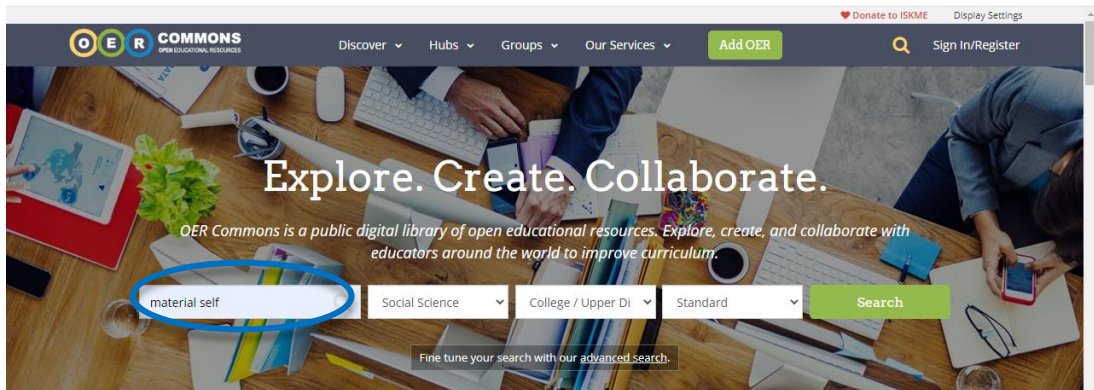 Donate to ISKME Display Settings
OER COMMONS
OPEN EDUCATIONAL RESOURCES
Discover Hubs Groups Our Services Add OER Sign In/Register
Explore. Create. Collaborate.
OER Commons is a public digital library of open educational resources. Explore, create, and collaborate with
educators around the world to improve curriculum.
material self Social Science College / Upper Di Standard Search
Fine tune your search with our advanced search.